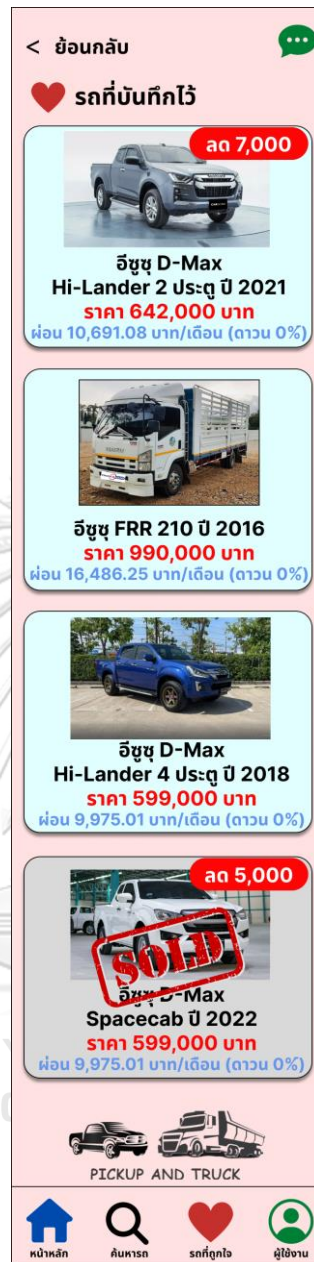 < ย้อนกลับ
รถที่บันทึกไว้
ลด 7,000
อีซูซุ D-Max
Hi-Lander 2 ประตู ปี 2021
ราคา 642,000 บาท
ผ่อน 10,691.08 บาท/เดือน (ดาวน 0%)
อีซูซุ FRR 210 ปี 2016
ราคา 990,000 บาท
ผ่อน 16,486.25 บาท/เดือน (ดาวน 0%)
อีซูซุ D-Max
Hi-Lander 4 ประตู ปี 2018
ราคา 599,000 บาท
ผ่อน 9,975.01 บาท/เดือน (ดาวน 0%)
ลด 5,000
SOLD
อีซูซุ D-Max
Spacecab ปี 2022
ราคา 599,000 บาท
ผ่อน 9,975.01 บาท/เดือน (ดาวน 0%)
PICKUP AND TRUCK
หน้าหลัก ค้นหารถ รถที่ถูกใจ ผู้ใช้งาน